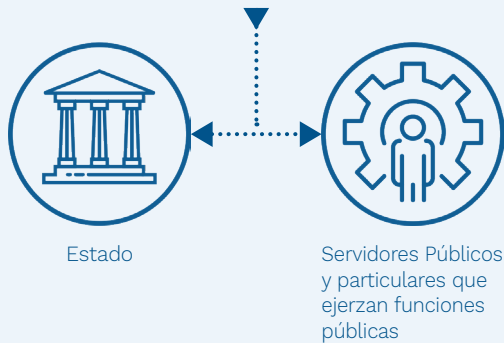 Estado
Servidores Públicos
y particulares que
ejerzan funciones
públicas